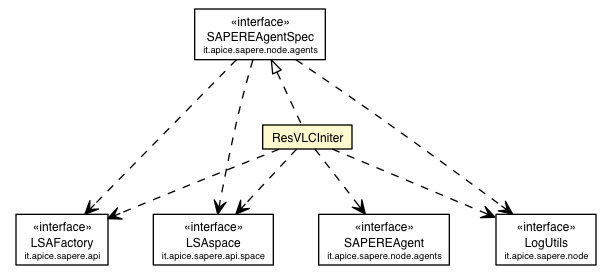 «interface»
SAPEREAgentSpec
it.apice.sapere.node.agents
ResVLCIniter
«interface»
LSAFactory
it.apice.sapere.api
«interface»
LSAspace
it.apice.sapere.api.space
«interface»
SAPEREAgent
it.apice.sapere.node.agents
«interface»
LogUtils
it.apice.sapere.node